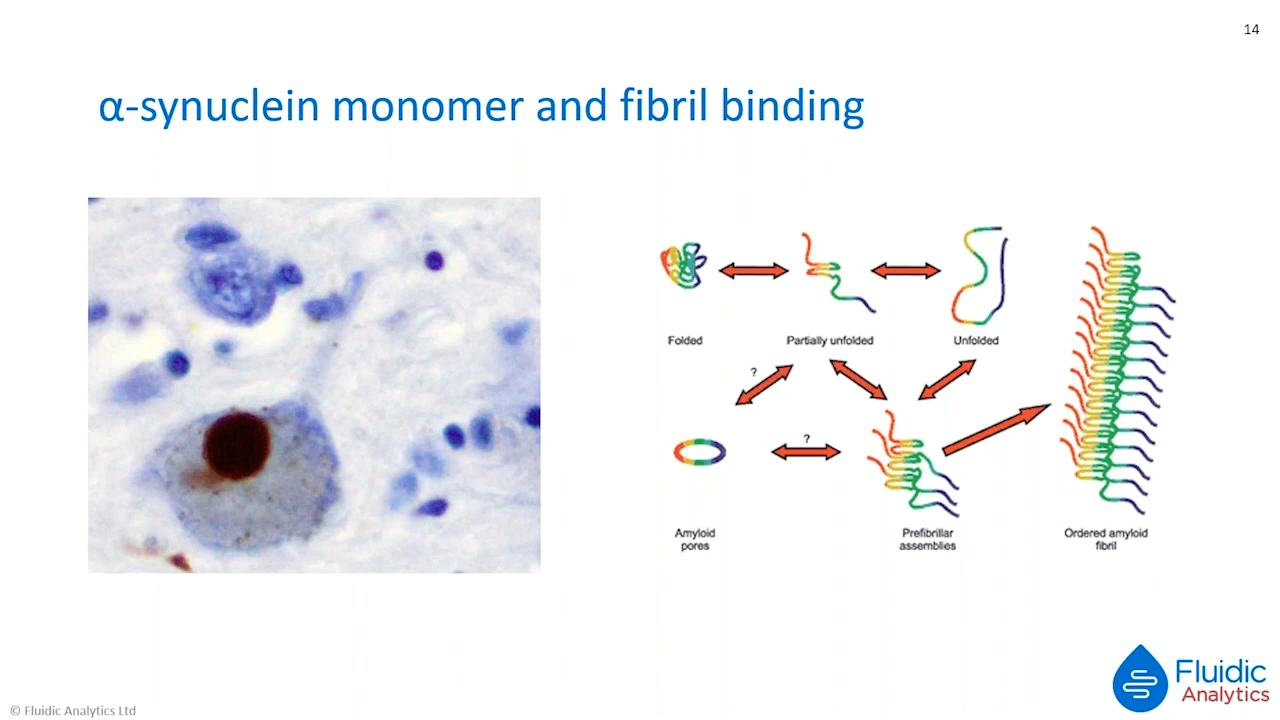 14
α-synuclein monomer and fibril binding
Folded
Partially unfolded
Unfolded
?
?
Amyloid
pores
Prefibrillar
assemblies
Ordered amyloid
fibril
Fluidic
Analytics
© Fluidic Analytics Ltd